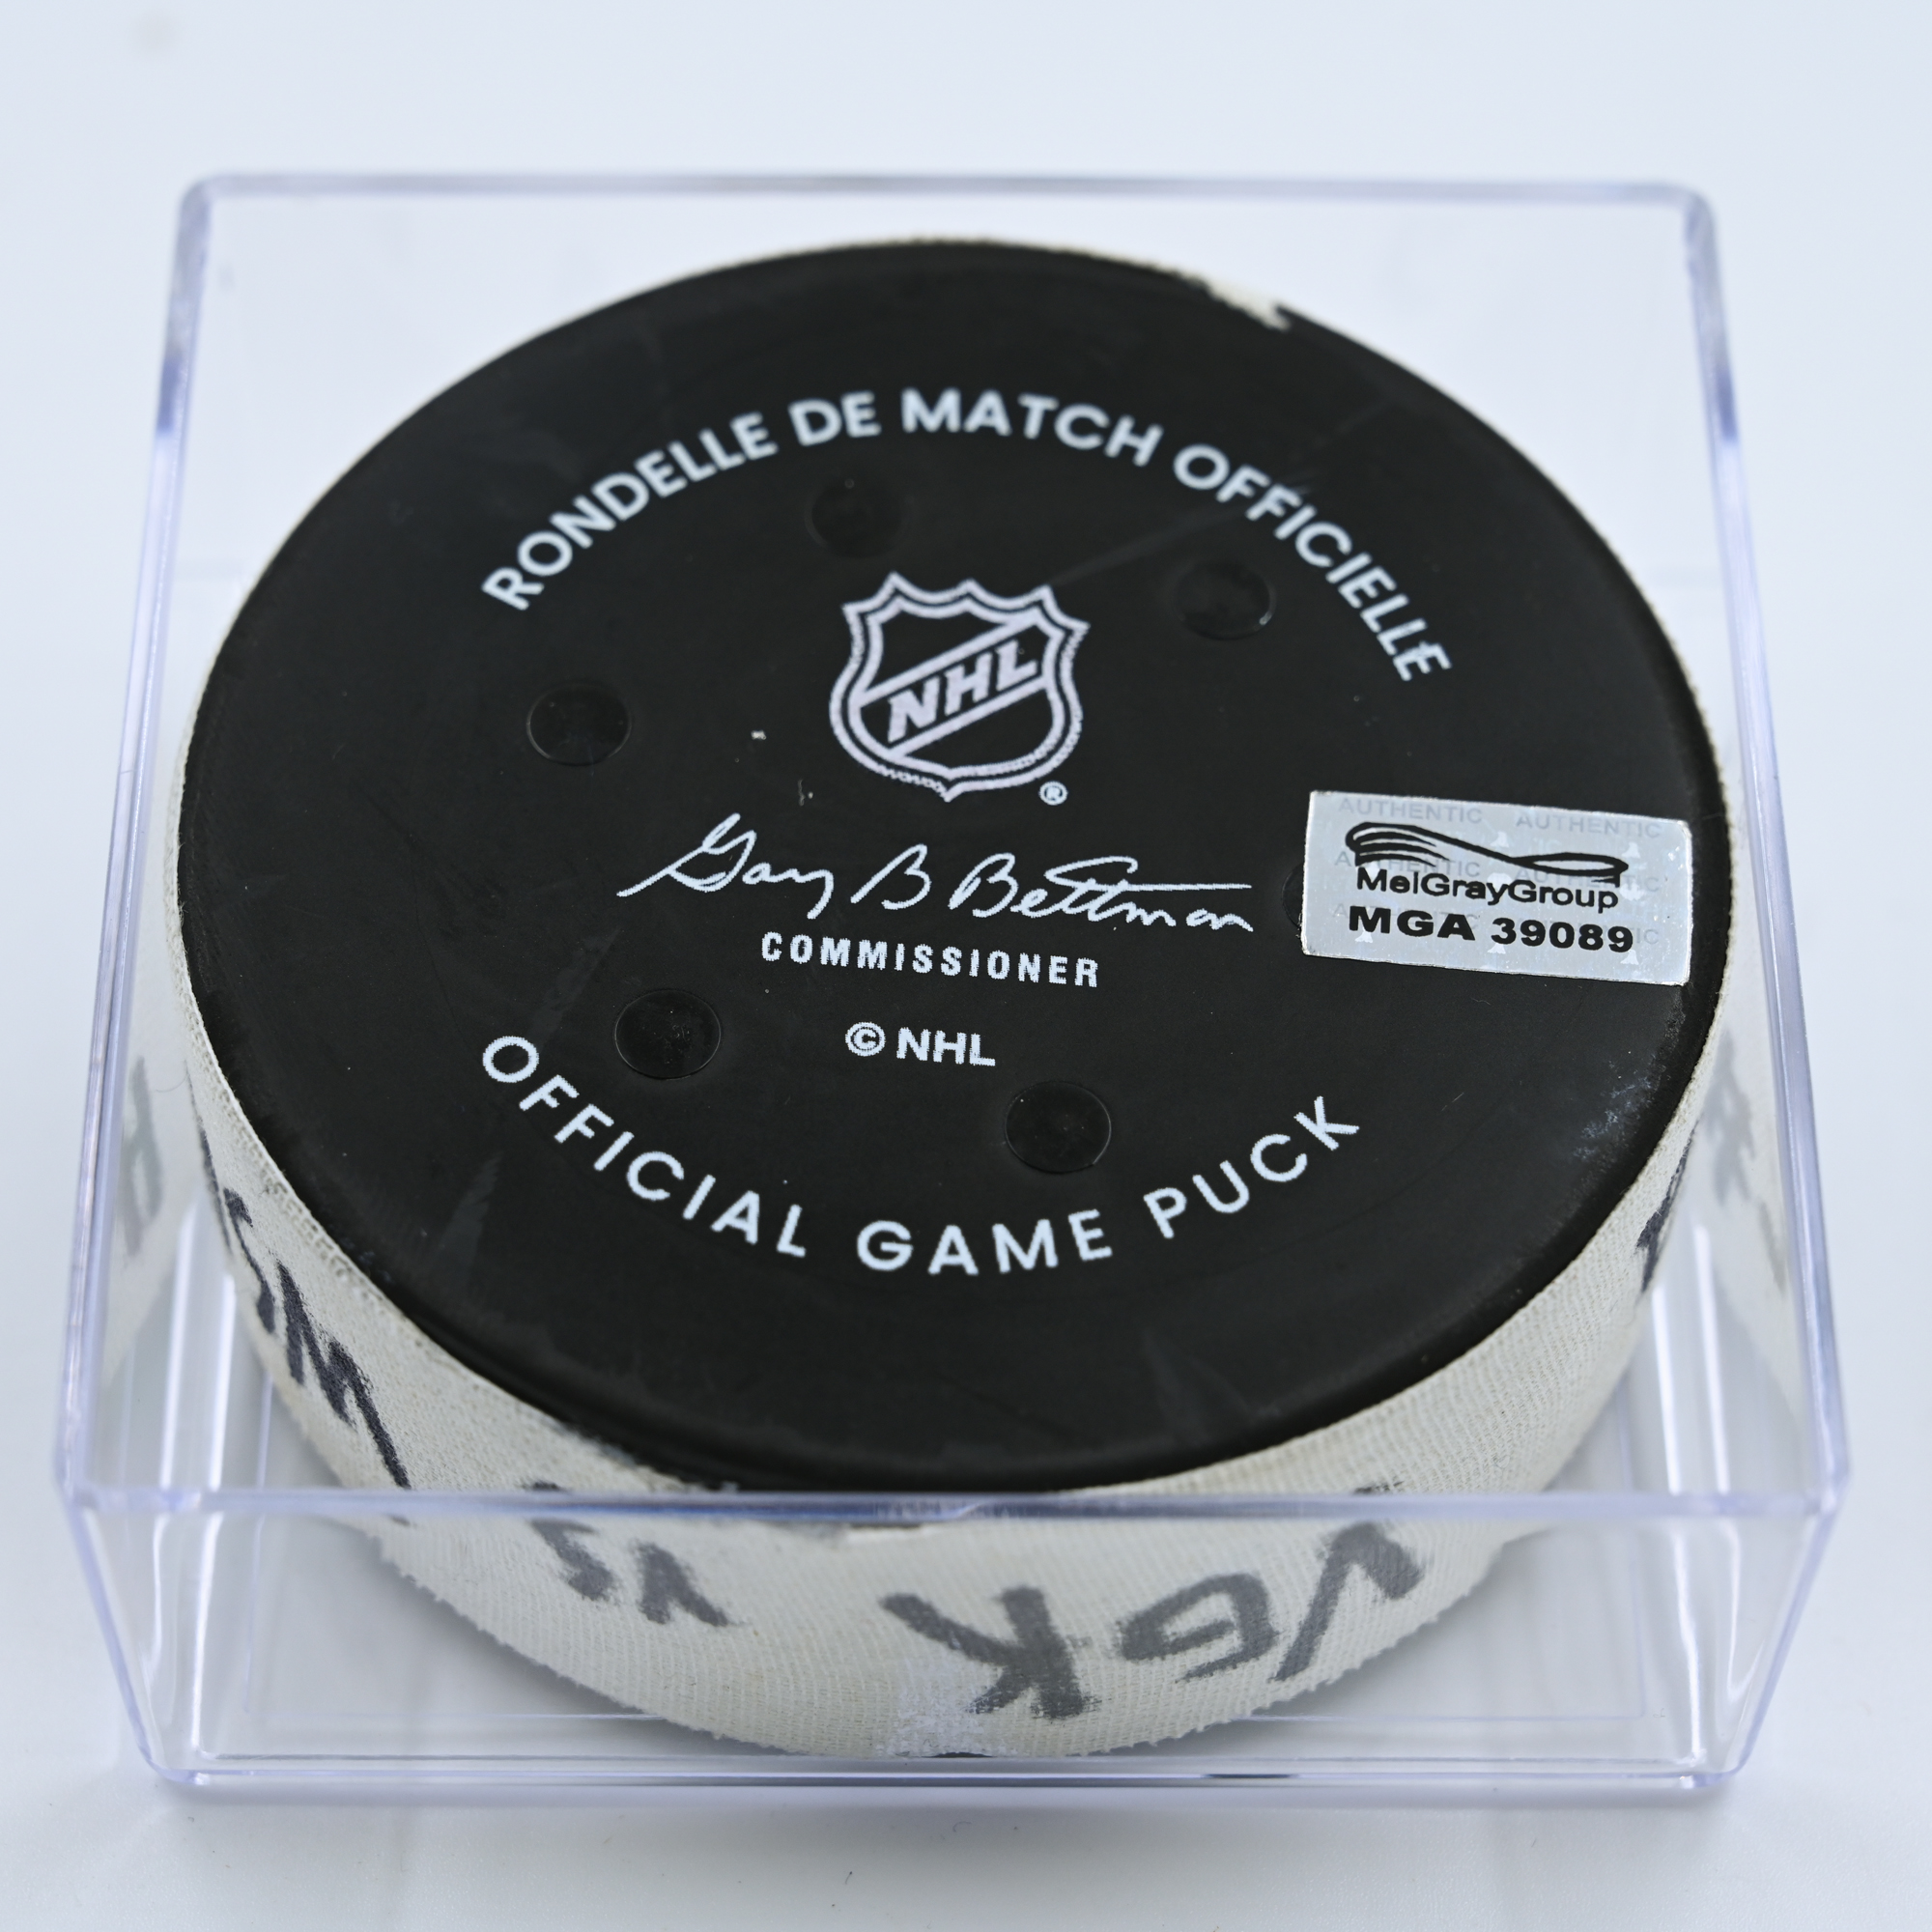 RONDELLE DE MATCH OFFICIELLE
NHL
®
Gary B Bettman
COMMISSIONER
© NHL
OFFICIAL GAME PUCK
AUTHENTIC AUTHENTIC
MelGrayGroup
MGA 39089
VGK
vs